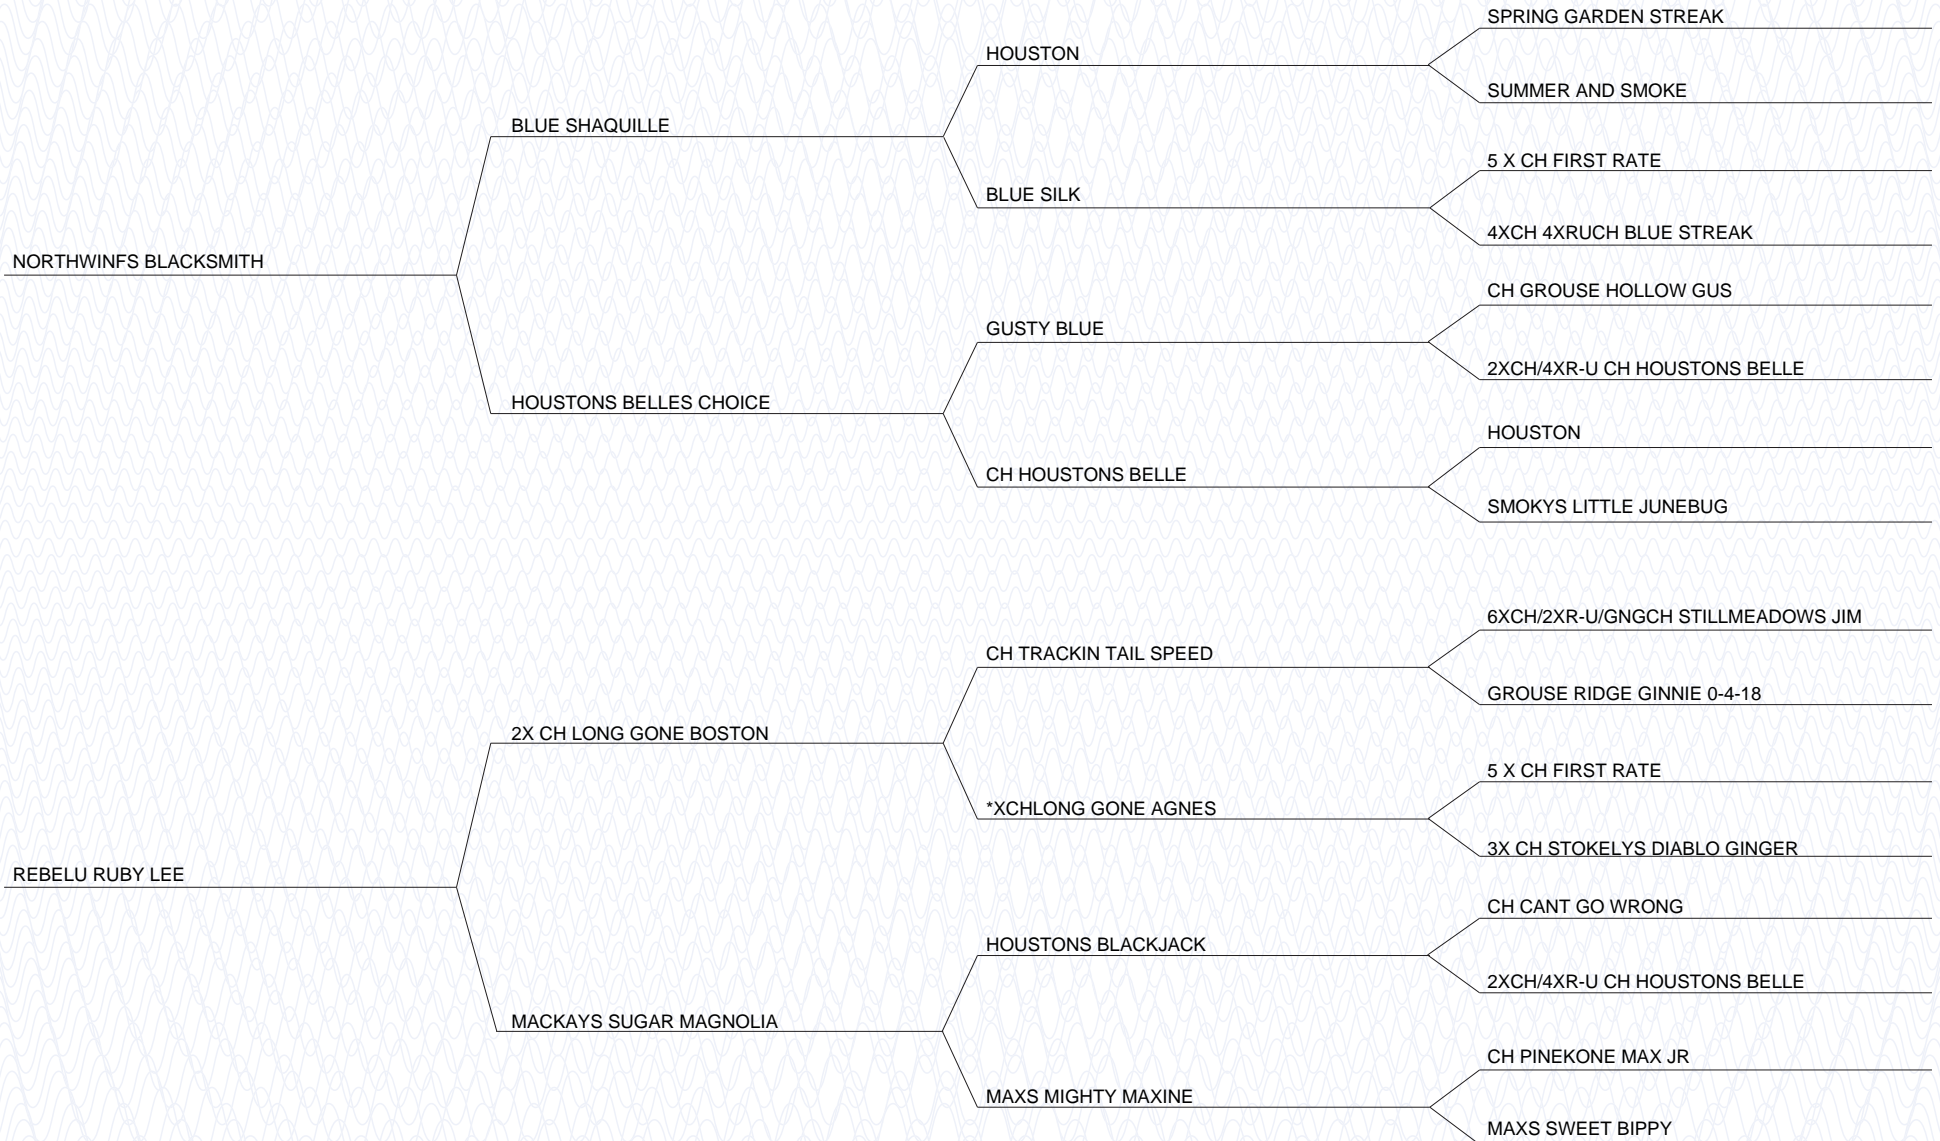 SPRING GARDEN STREAK
HOUSTON
SUMMER AND SMOKE
BLUE SHAQUILLE
5 X CH FIRST RATE
BLUE SILK
4XCH 4XRUCH BLUE STREAK
NORTHWINFS BLACKSMITH
CH GROUSE HOLLOW GUS
GUSTY BLUE
2XCH/4XR-U CH HOUSTONS BELLE
HOUSTONS BELLES CHOICE
HOUSTON
CH HOUSTONS BELLE
SMOKYS LITTLE JUNEBUG
6XCH/2XR-U/GNGCH STILLMEADOWS JIM
CH TRACKIN TAIL SPEED
GROUSE RIDGE GINNIE 0-4-18
2X CH LONG GONE BOSTON
5 X CH FIRST RATE
*XCHLONG GONE AGNES
3X CH STOKELYS DIABLO GINGER
REBELU RUBY LEE
CH CANT GO WRONG
HOUSTONS BLACKJACK
2XCH/4XR-U CH HOUSTONS BELLE
MACKAYS SUGAR MAGNOLIA
CH PINEKONE MAX JR
MAXS MIGHTY MAXINE
MAXS SWEET BIPPY